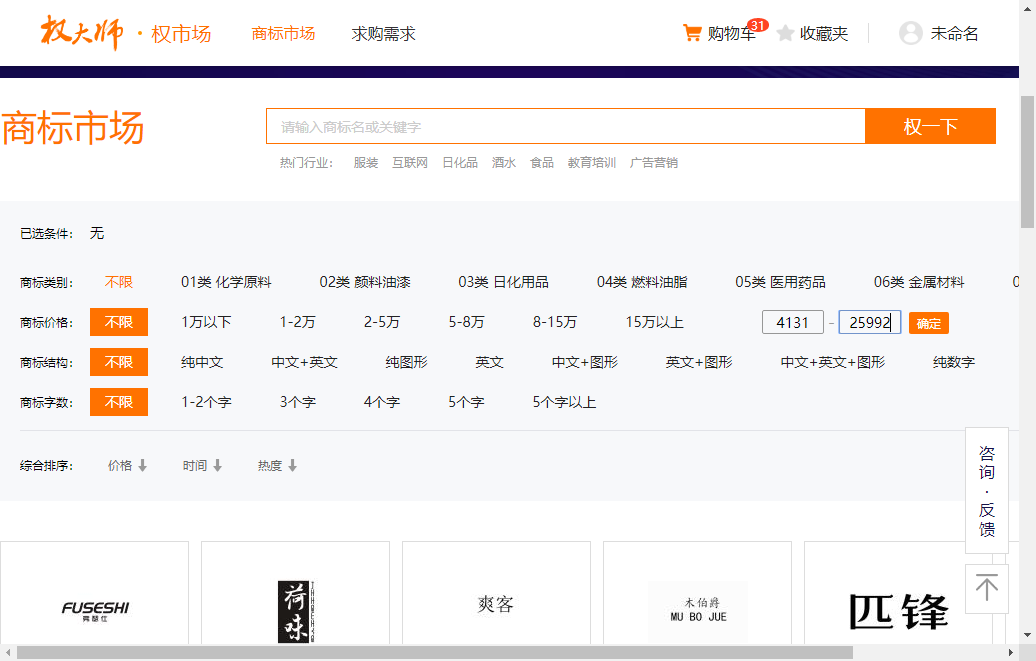 权大师 · 权市场 商标市场 求购需求 购物车 31 收藏夹 未命名
商标市场 请输入商标名或关键字 权一下
热门行业： 服装 互联网 日化品 酒水 食品 教育培训 广告营销
已选条件： 无
商标类别： 不限 01类 化学原料 02类 颜料油漆 03类 日化用品 04类 燃料油脂 05类 医用药品 06类 金属材料 0
商标价格： 不限 1万以下 1-2万 2-5万 5-8万 8-15万 15万以上 4131 - 25992 确定
商标结构： 不限 纯中文 中文+英文 纯图形 英文 中文+图形 英文+图形 中文+英文+图形 纯数字
商标字数： 不限 1-2个字 3个字 4个字 5个字 5个字以上
综合排序： 价格 时间 热度
咨询·反馈
FUSESHI
荷味
爽客
木伯爵
MU BO JUE
匹锋